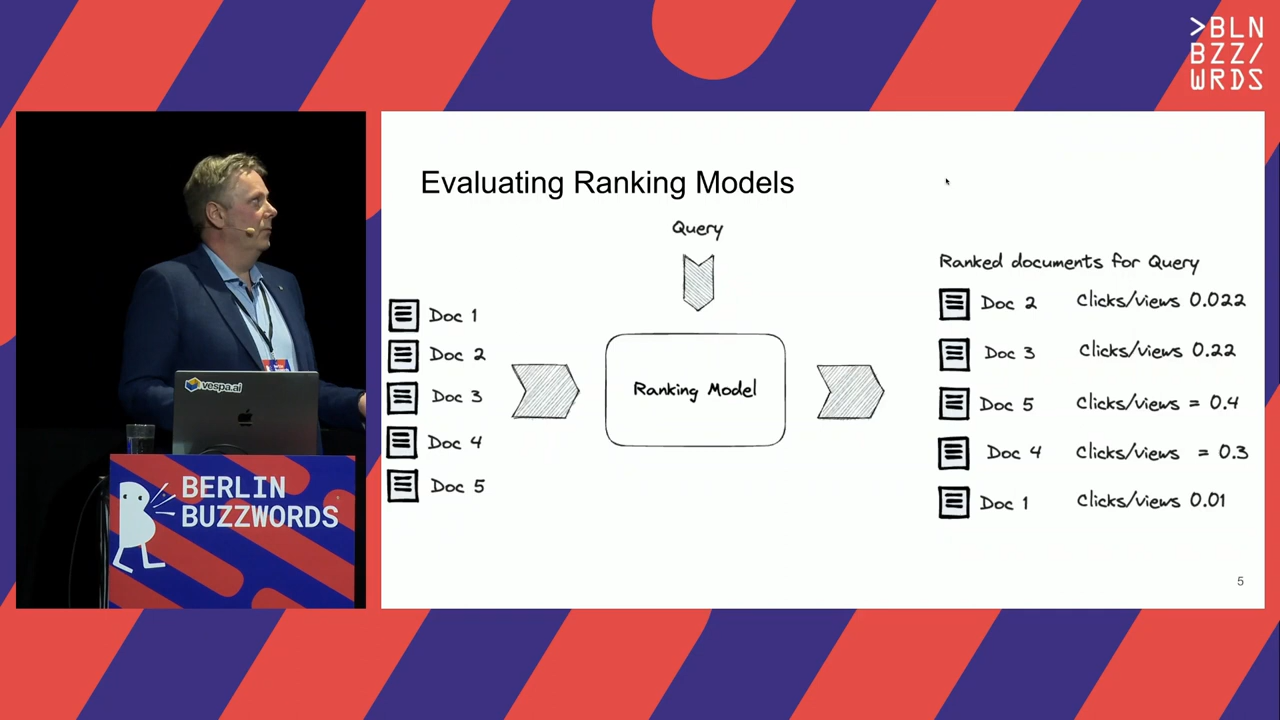 >BLN
BZZ/
WRDS
Evaluating Ranking Models
Query
Doc 1
Doc 2
Doc 3
Doc 4
Doc 5
Ranking Model
Ranked documents for Query
Doc 2 Clicks/views 0.022
Doc 3 Clicks/views 0.22
Doc 5 Clicks/views = 0.4
Doc 4 Clicks/views = 0.3
Doc 1 Clicks/views 0.01
5
vespa.ai
BERLIN
BUZZWORDS